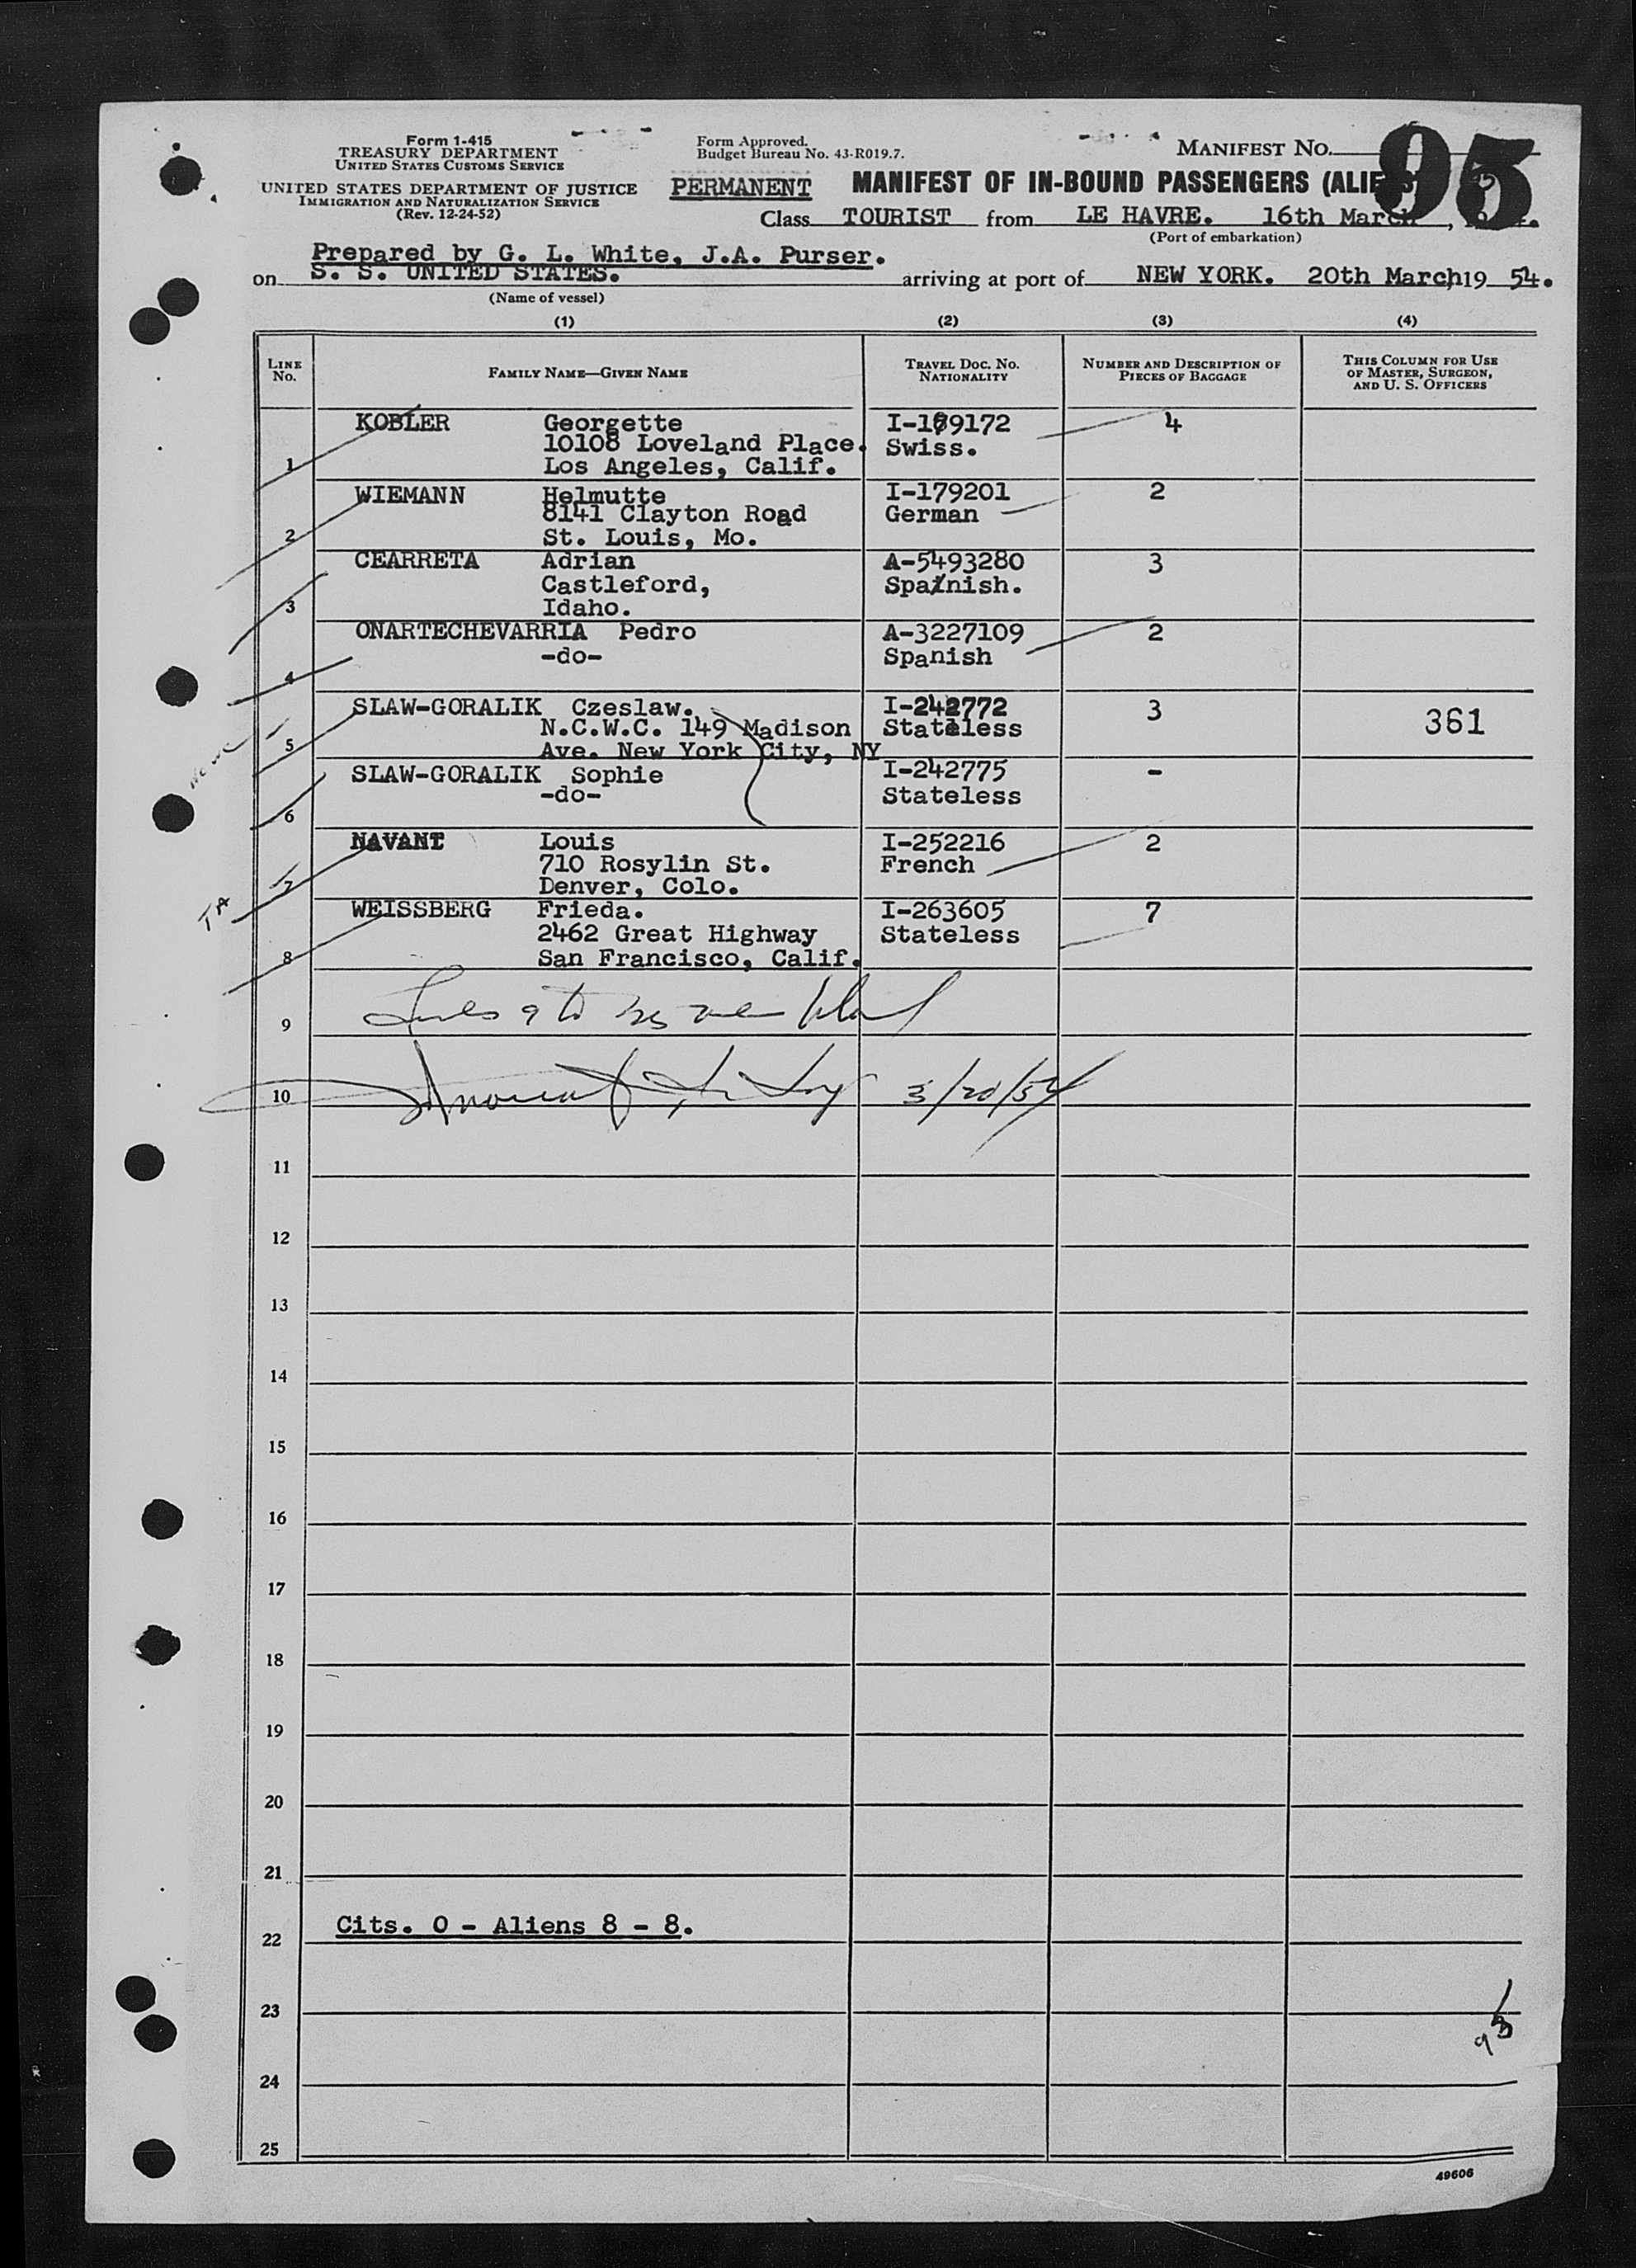 Form 1-415
TREASURY DEPARTMENT
UNITED STATES CUSTOMS SERVICE
UNITED STATES DEPARTMENT OF JUSTICE
IMMIGRATION AND NATURALIZATION SERVICE
(Rev. 12-24-52)
Form Approved.
Budget Bureau No. 43-R019.7.
MANIFEST NO. 95
PERMANENT MANIFEST OF IN-BOUND PASSENGERS (ALIENS)
Class TOURIST from LE HAVRE. 16th March,
(Port of embarkation)
Prepared by G. L. White, J.A. Purser.
on S. S. UNITED STATES. arriving at port of NEW YORK. 20th March, 19 54.
(Name of vessel)
(1) (2) (3) (4)
LINE No. FAMILY NAME—GIVEN NAME TRAVEL DOC. NO. NATIONALITY NUMBER AND DESCRIPTION OF PIECES OF BAGGAGE THIS COLUMN FOR USE OF MASTER, SURGEON, AND U. S. OFFICERS
KOBLER Georgette I-179172 4
10108 Loveland Place. Swiss.
1 Los Angeles, Calif.
WIEMANN Helmutte I-179201 2
8141 Clayton Road German
2 St. Louis, Mo.
CEARRETA Adrian A-5493280 3
Castleford, Spanish.
3 Idaho.
ONARTECHEVARRIA Pedro A-3227109 2
-do- Spanish
4
SLAW-GORALIK Czeslaw. I-242772 3 361
N.C.W.C. 149 Madison Stateless
5 Ave. New York City, NY
SLAW-GORALIK Sophie I-242775 -
-do- Stateless
6
NAVANT Louis I-252216 2
710 Rosylin St. French
7 Denver, Colo.
TA
WEISSBERG Frieda. I-263605 7
2462 Great Highway Stateless
8 San Francisco, Calif.
9 Lines 9 to 25
10 3/20/54
11
12
13
14
15
16
17
18
19
20
21
Cits. 0 - Aliens 8 - 8.
22
23
95
24
25
49606